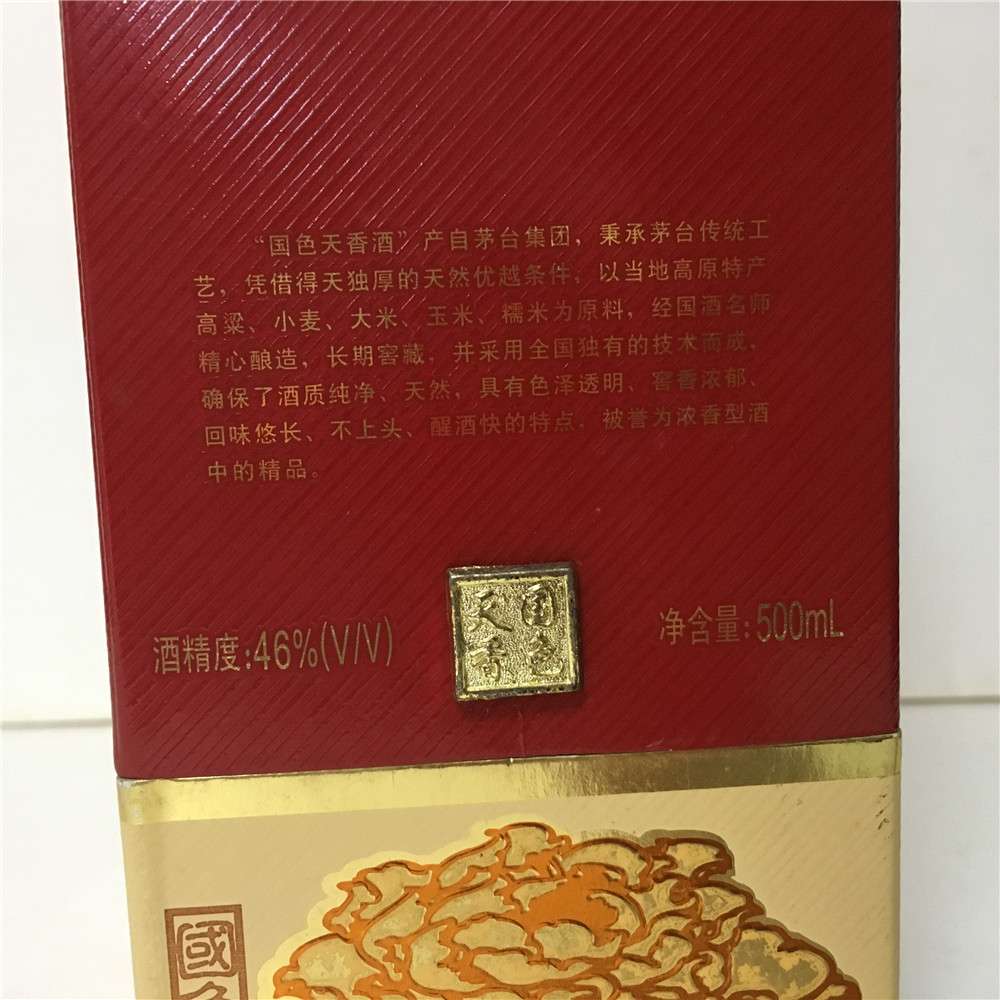 “国色天香酒”产自茅台集团，秉承茅台传统工
艺，凭借得天独厚的天然优越条件，以当地高原特产
高粱、小麦、大米、玉米、糯米为原料，经国酒名师
精心酿造，长期窖藏，并采用全国独有的技术而成，
确保了酒质纯净、天然，具有色泽透明、窖香浓郁、
回味悠长、不上头、醒酒快的特点，被誉为浓香型酒
中的精品。
国色
天香
酒精度:46%(V/V)
净含量:500mL
國